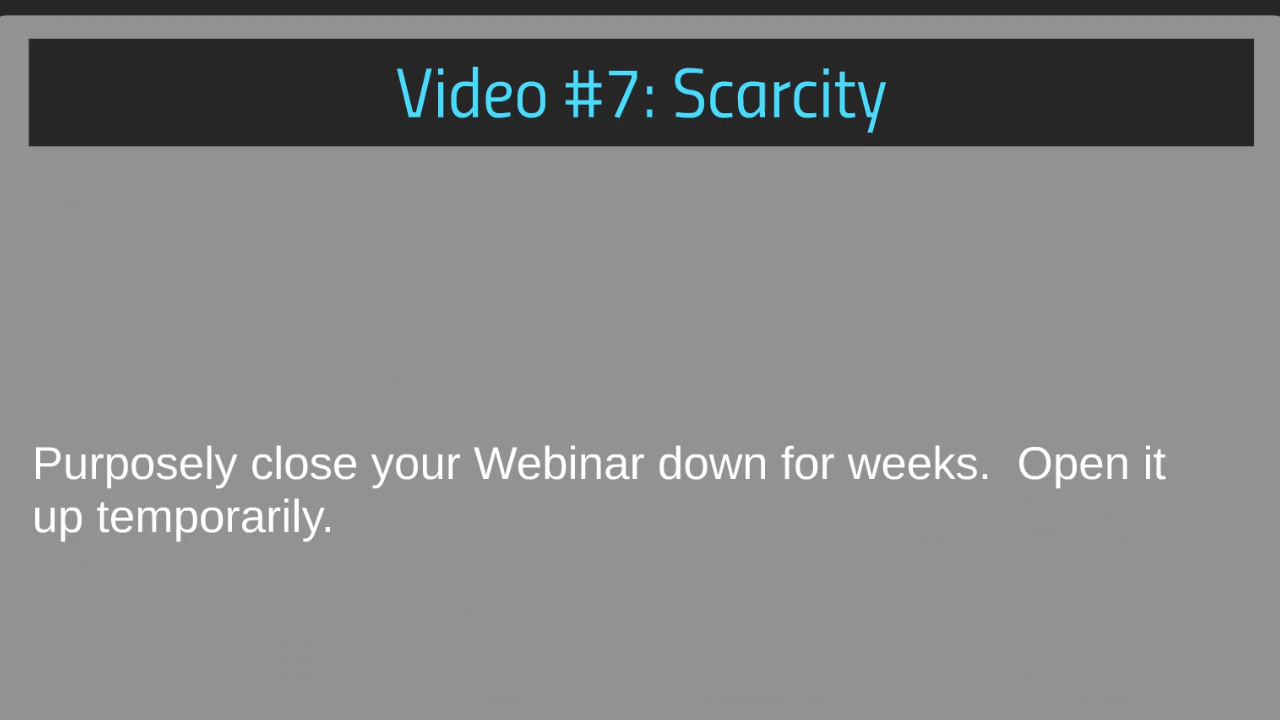 Video #7: Scarcity
Purposely close your Webinar down for weeks.  Open it
up temporarily.